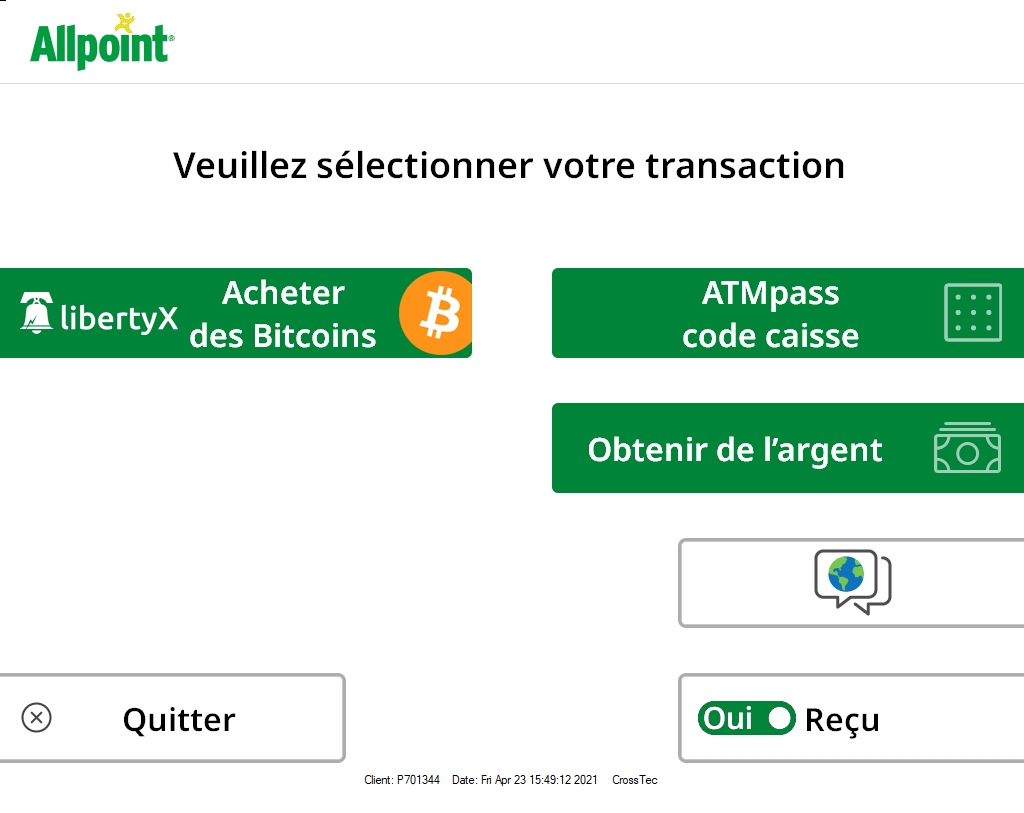 Allpoint®
Veuillez sélectionner votre transaction
libertyX
Acheter
des Bitcoins
ATMpass
code caisse
Obtenir de l’argent
Quitter
Oui
Reçu
Client: P701344 Date: Fri Apr 23 15:49:12 2021 CrossTec